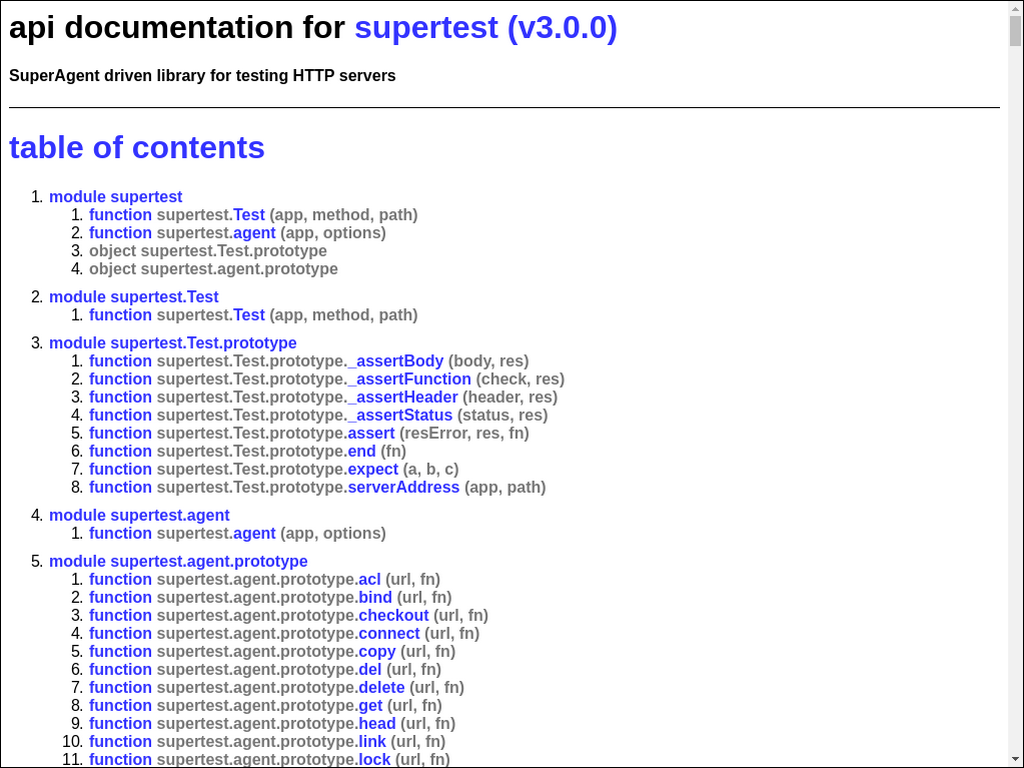 api documentation for supertest (v3.0.0)
SuperAgent driven library for testing HTTP servers
table of contents
1. module supertest
1. function supertest.Test (app, method, path)
2. function supertest.agent (app, options)
3. object supertest.Test.prototype
4. object supertest.agent.prototype
2. module supertest.Test
1. function supertest.Test (app, method, path)
3. module supertest.Test.prototype
1. function supertest.Test.prototype._assertBody (body, res)
2. function supertest.Test.prototype._assertFunction (check, res)
3. function supertest.Test.prototype._assertHeader (header, res)
4. function supertest.Test.prototype._assertStatus (status, res)
5. function supertest.Test.prototype.assert (resError, res, fn)
6. function supertest.Test.prototype.end (fn)
7. function supertest.Test.prototype.expect (a, b, c)
8. function supertest.Test.prototype.serverAddress (app, path)
4. module supertest.agent
1. function supertest.agent (app, options)
5. module supertest.agent.prototype
1. function supertest.agent.prototype.acl (url, fn)
2. function supertest.agent.prototype.bind (url, fn)
3. function supertest.agent.prototype.checkout (url, fn)
4. function supertest.agent.prototype.connect (url, fn)
5. function supertest.agent.prototype.copy (url, fn)
6. function supertest.agent.prototype.del (url, fn)
7. function supertest.agent.prototype.delete (url, fn)
8. function supertest.agent.prototype.get (url, fn)
9. function supertest.agent.prototype.head (url, fn)
10. function supertest.agent.prototype.link (url, fn)
11. function supertest.agent.prototype.lock (url, fn)